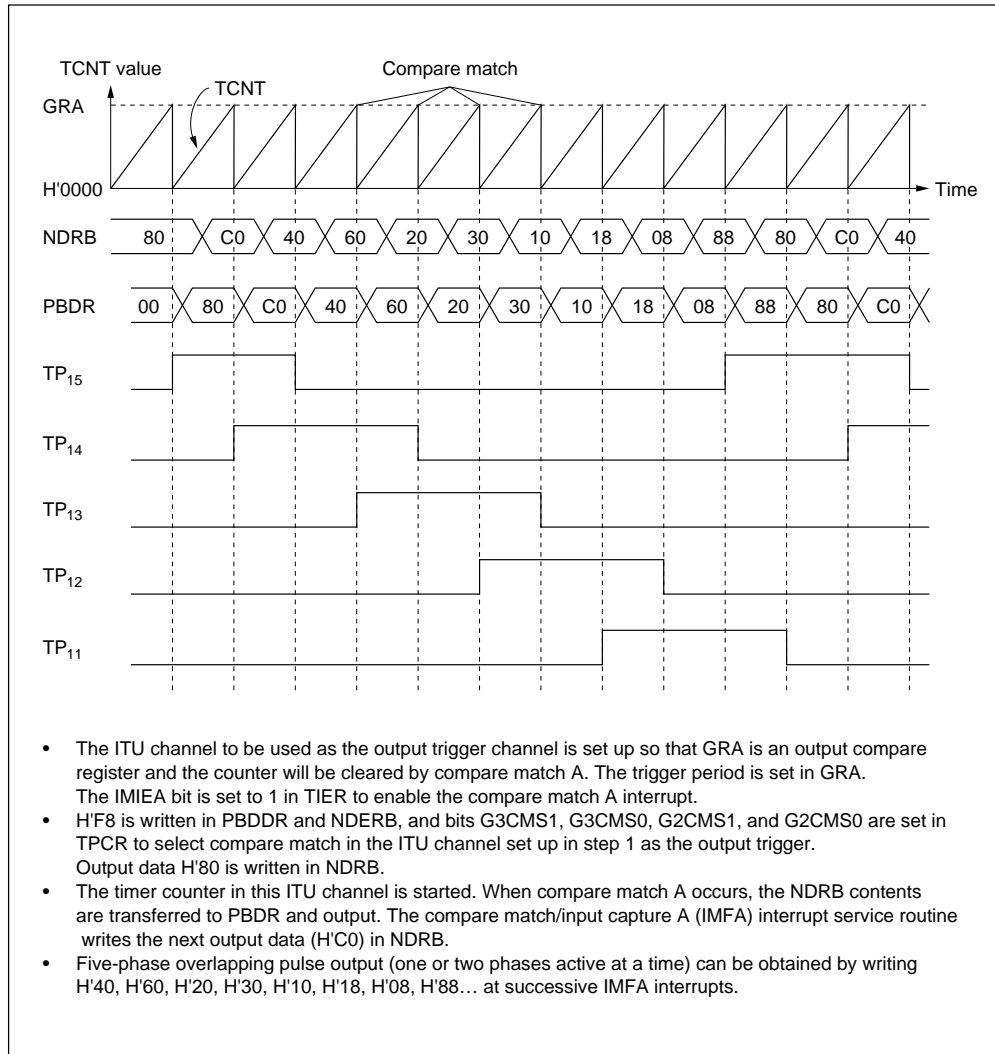 TCNT value
Compare match
TCNT
GRA
H'0000
Time
NDRB 80 C0 40 60 20 30 10 18 08 88 80 C0 40
PBDR 00 80 C0 40 60 20 30 10 18 08 88 80 C0
TP15
TP14
TP13
TP12
TP11
• The ITU channel to be used as the output trigger channel is set up so that GRA is an output compare
register and the counter will be cleared by compare match A. The trigger period is set in GRA.
The IMIEA bit is set to 1 in TIER to enable the compare match A interrupt.
• H'F8 is written in PBDDR and NDERB, and bits G3CMS1, G3CMS0, G2CMS1, and G2CMS0 are set in
TPCR to select compare match in the ITU channel set up in step 1 as the output trigger.
Output data H'80 is written in NDRB.
• The timer counter in this ITU channel is started. When compare match A occurs, the NDRB contents
are transferred to PBDR and output. The compare match/input capture A (IMFA) interrupt service routine
writes the next output data (H'C0) in NDRB.
• Five-phase overlapping pulse output (one or two phases active at a time) can be obtained by writing
H'40, H'60, H'20, H'30, H'10, H'18, H'08, H'88… at successive IMFA interrupts.